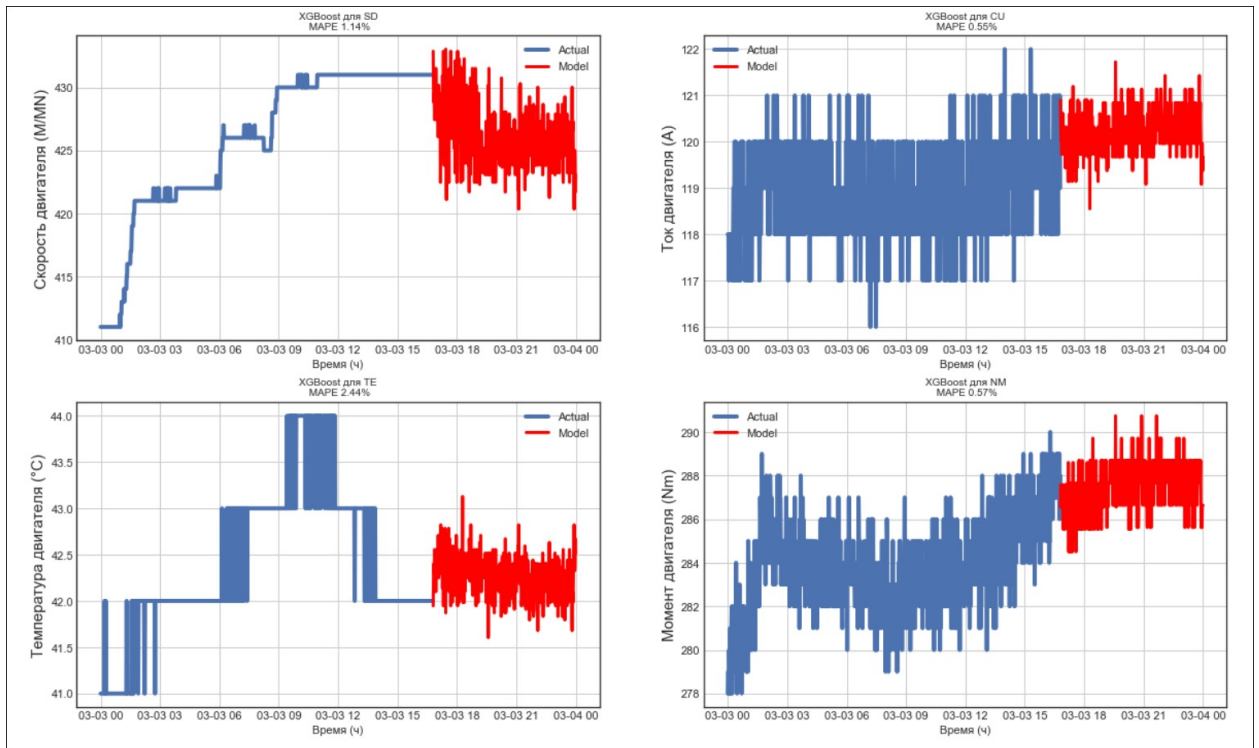 XGBoost для SD
MAPE 1.14%
Actual
Model
Скорость двигателя (M/MN)
430
425
420
415
410
03-03 00 03-03 03 03-03 06 03-03 09 03-03 12 03-03 15 03-03 18 03-03 21 03-04 00
Время (ч)
XGBoost для CU
MAPE 0.55%
Actual
Model
Ток двигателя (А)
122
121
120
119
118
117
116
03-03 00 03-03 03 03-03 06 03-03 09 03-03 12 03-03 15 03-03 18 03-03 21 03-04 00
Время (ч)
XGBoost для TE
MAPE 2.44%
Actual
Model
Температура двигателя (°C)
44.0
43.5
43.0
42.5
42.0
41.5
41.0
03-03 00 03-03 03 03-03 06 03-03 09 03-03 12 03-03 15 03-03 18 03-03 21 03-04 00
Время (ч)
XGBoost для NM
MAPE 0.57%
Actual
Model
Момент двигателя (Nm)
290
288
286
284
282
280
278
03-03 00 03-03 03 03-03 06 03-03 09 03-03 12 03-03 15 03-03 18 03-03 21 03-04 00
Время (ч)